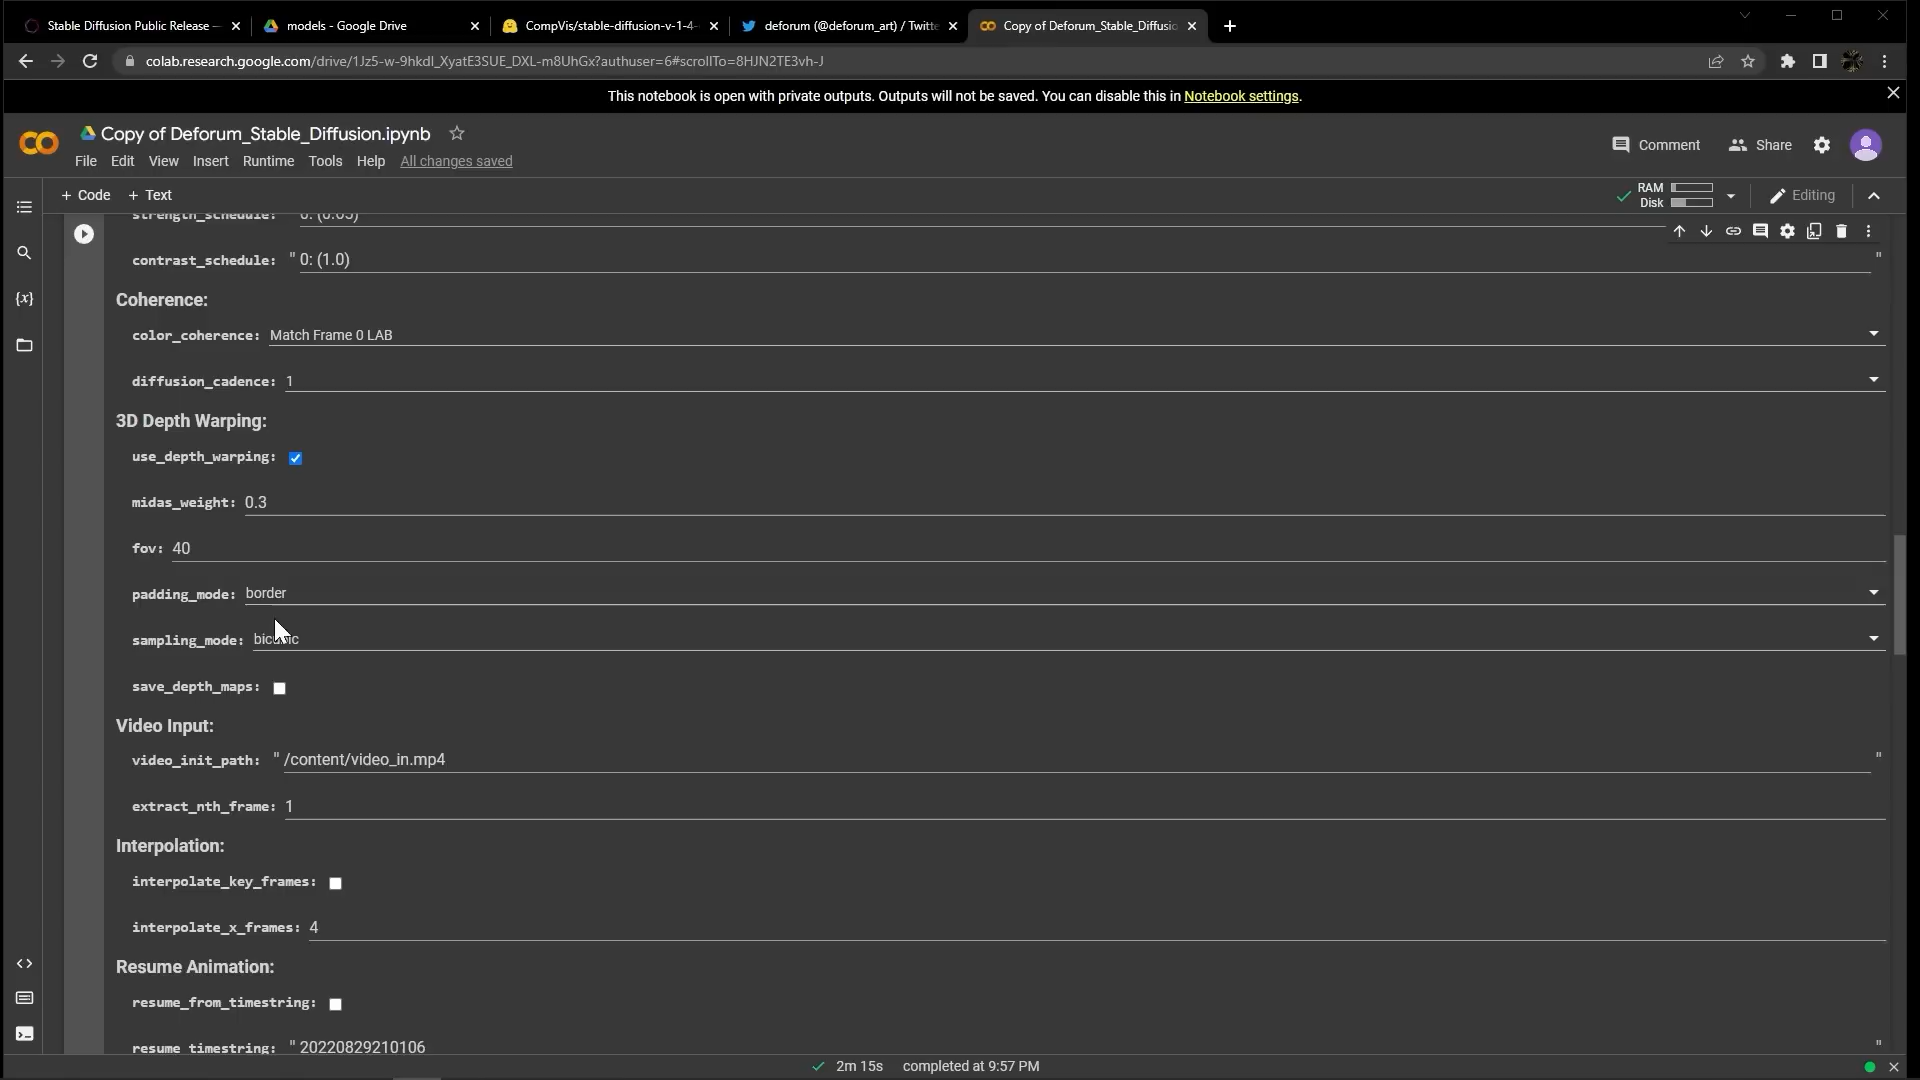 Stable Diffusion Public Release —
models - Google Drive
CompVis/stable-diffusion-v-1-4-
deforum (@deforum_art) / Twitte
Copy of Deforum_Stable_Diffusio
colab.research.google.com/drive/1Jz5-w-9hkdI_XyatE3SUE_DXL-m8UhGx?authuser=6#scrollTo=8HJN2TE3vh-J
This notebook is open with private outputs. Outputs will not be saved. You can disable this in Notebook settings.
Copy of Deforum_Stable_Diffusion.ipynb
Comment
Share
File Edit View Insert Runtime Tools Help All changes saved
+ Code + Text
RAM
Disk
Editing
strength_schedule: 0: (0.65)
contrast_schedule: " 0: (1.0) "
Coherence:
color_coherence: Match Frame 0 LAB
diffusion_cadence: 1
3D Depth Warping:
use_depth_warping:
midas_weight: 0.3
fov: 40
padding_mode: border
sampling_mode: bicubic
save_depth_maps:
Video Input:
video_init_path: " /content/video_in.mp4 "
extract_nth_frame: 1
Interpolation:
interpolate_key_frames:
interpolate_x_frames: 4
Resume Animation:
resume_from_timestring:
resume_timestring: " 20220829210106 "
2m 15s completed at 9:57 PM